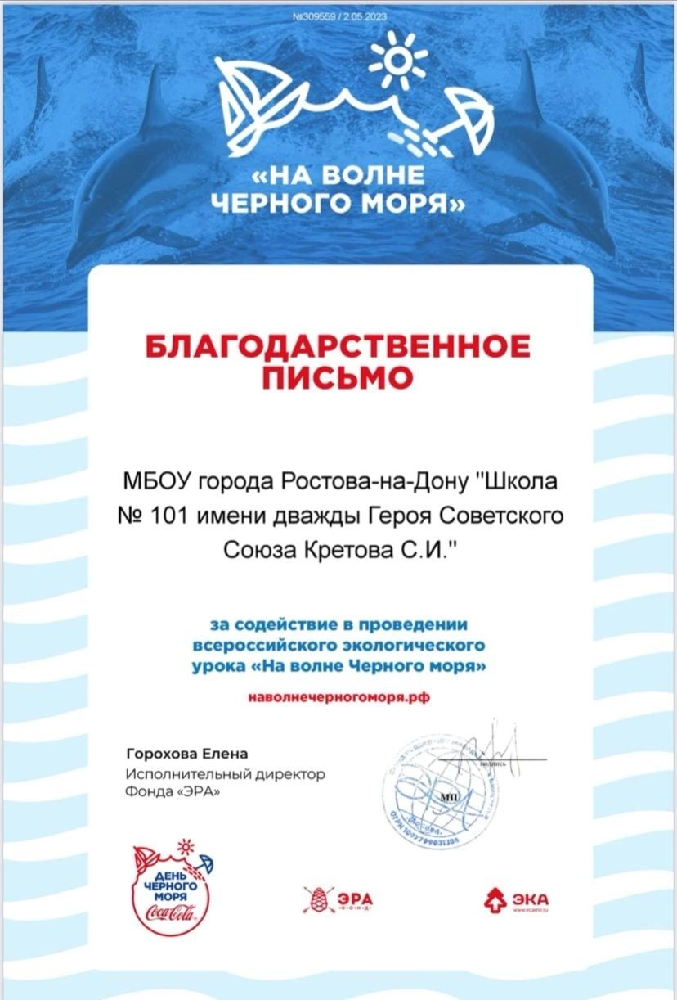 №309559 / 2.05.2023
«НА ВОЛНЕ
ЧЕРНОГО МОРЯ»
БЛАГОДАРСТВЕННОЕ
ПИСЬМО
МБОУ города Ростова-на-Дону "Школа
№ 101 имени дважды Героя Советского
Союза Кретова С.И."
за содействие в проведении
всероссийского экологического
урока «На волне Черного моря»
наволнечерногоморя.рф
Горохова Елена
Исполнительный директор
Фонда «ЭРА»
подпись
МП
Москва
ДЕНЬ
ЧЕРНОГО
МОРЯ
Coca-Cola
ЭРА
ФОНД
ЭКА
www.ecamir.ru